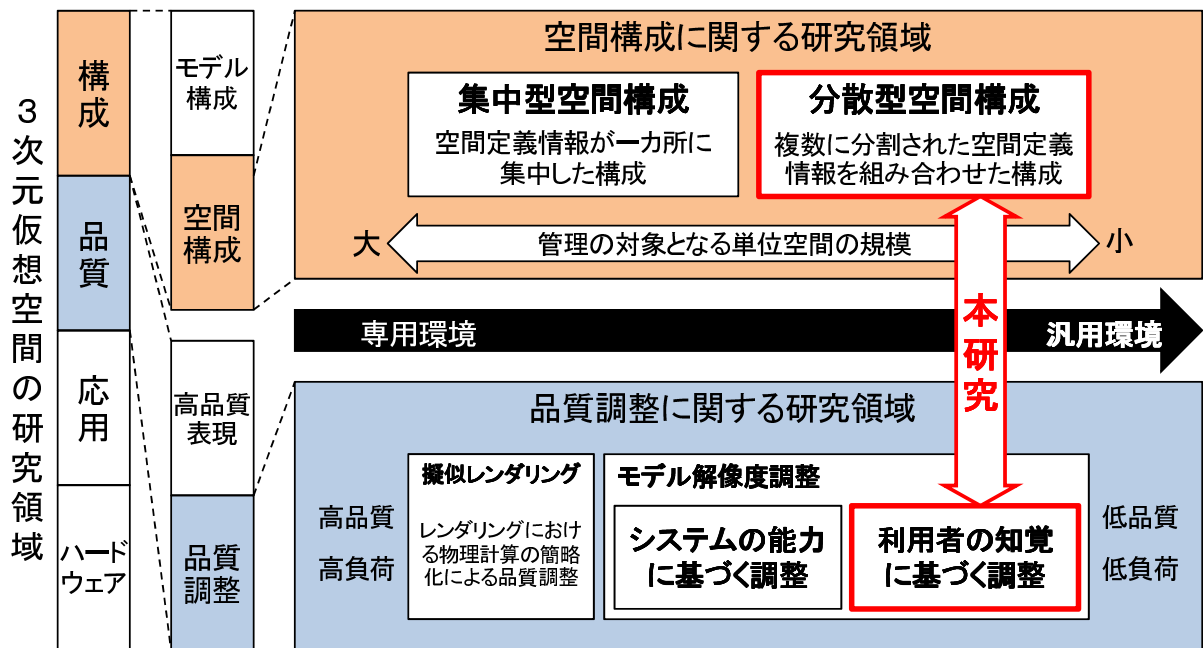 3次元仮想空間の研究領域
構成
品質
応用
ハード
ウェア
モデル
構成
空間
構成
高品質
表現
品質
調整
空間構成に関する研究領域
集中型空間構成
空間定義情報が一カ所に
集中した構成
分散型空間構成
複数に分割された空間定義
情報を組み合わせた構成
大
管理の対象となる単位空間の規模
小
専用環境
汎用環境
本研究
品質調整に関する研究領域
高品質
高負荷
擬似レンダリング
レンダリングにおけ
る物理計算の簡略
化による品質調整
モデル解像度調整
システムの能力
に基づく調整
利用者の知覚
に基づく調整
低品質
低負荷